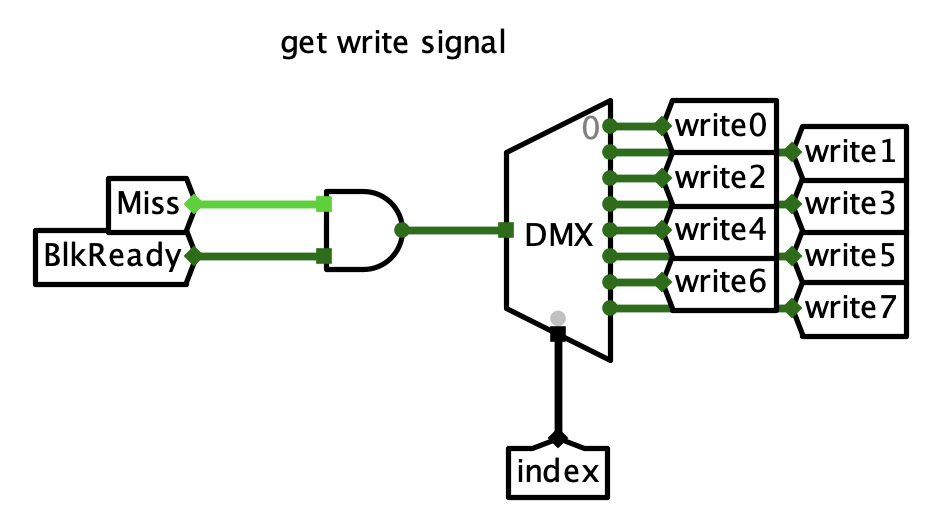 get write signal
0
write0
write1
write2
Miss
write3
DMX
write4
BlkReady
write5
write6
write7
index